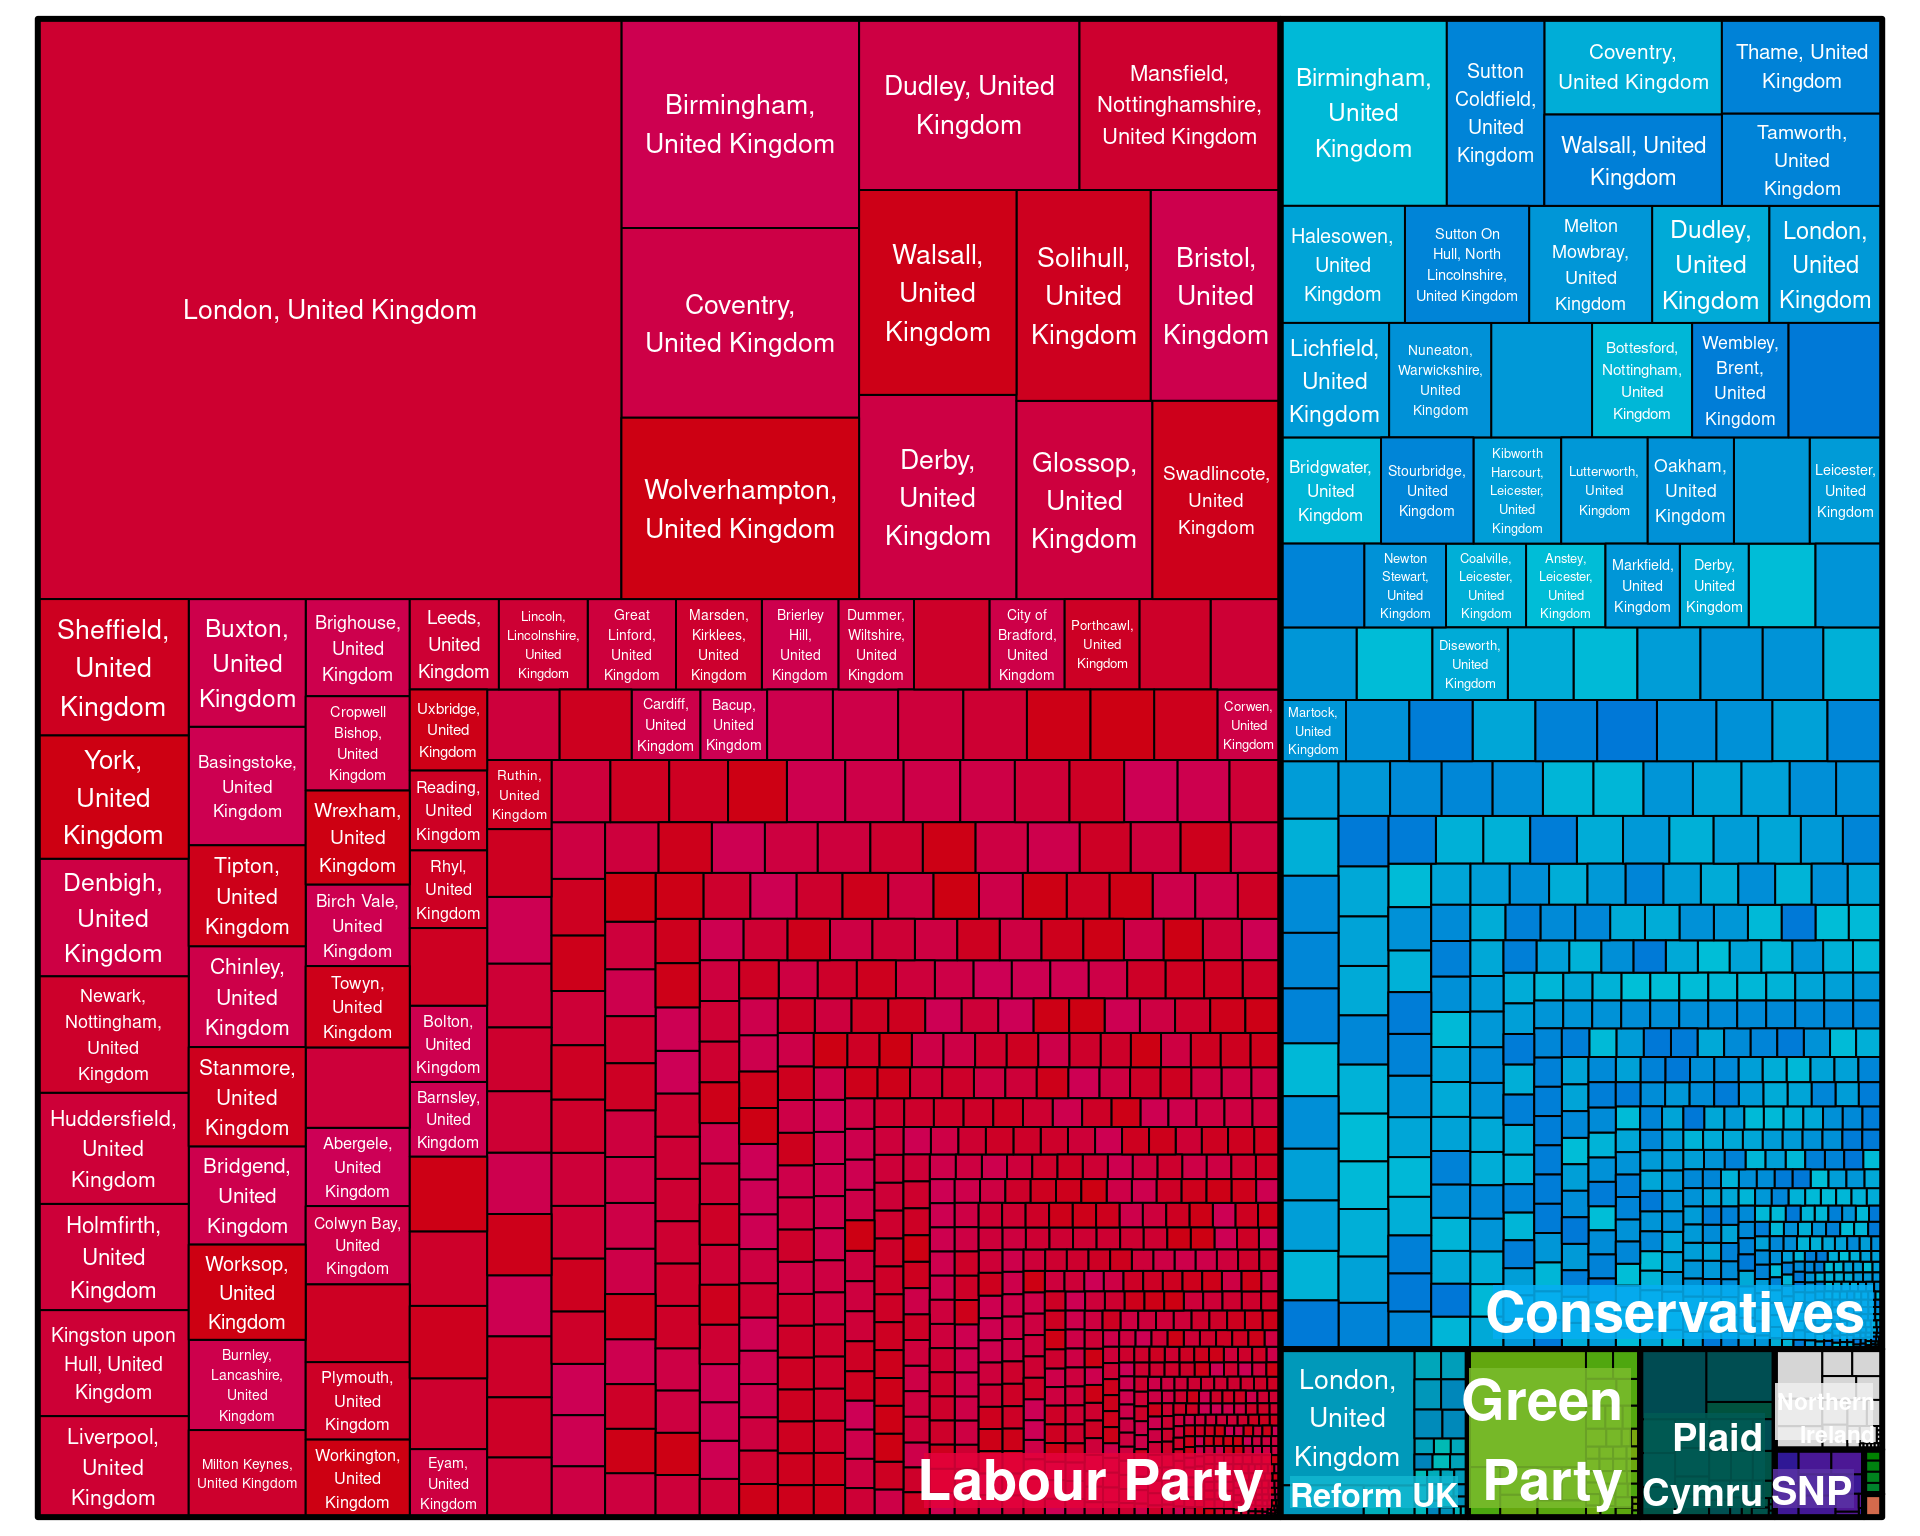 London, United Kingdom
Birmingham,
United Kingdom
Coventry,
United Kingdom
Wolverhampton,
United Kingdom
Dudley, United
Kingdom
Mansfield,
Nottinghamshire,
United Kingdom
Walsall,
United
Kingdom
Solihull,
United
Kingdom
Bristol,
United
Kingdom
Derby,
United
Kingdom
Glossop,
United
Kingdom
Swadlincote,
United
Kingdom
Sheffield,
United
Kingdom
York,
United
Kingdom
Denbigh,
United
Kingdom
Newark,
Nottingham,
United
Kingdom
Huddersfield,
United
Kingdom
Holmfirth,
United
Kingdom
Kingston upon
Hull, United
Kingdom
Liverpool,
United
Kingdom
Buxton,
United
Kingdom
Basingstoke,
United
Kingdom
Tipton,
United
Kingdom
Chinley,
United
Kingdom
Stanmore,
United
Kingdom
Bridgend,
United
Kingdom
Worksop,
United
Kingdom
Burnley,
Lancashire,
United
Kingdom
Milton Keynes,
United Kingdom
Brighouse,
United
Kingdom
Cropwell
Bishop,
United
Kingdom
Wrexham,
United
Kingdom
Birch Vale,
United
Kingdom
Towyn,
United
Kingdom
Abergele,
United
Kingdom
Colwyn Bay,
United
Kingdom
Plymouth,
United
Kingdom
Workington,
United
Kingdom
Leeds,
United
Kingdom
Uxbridge,
United
Kingdom
Reading,
United
Kingdom
Rhyl,
United
Kingdom
Bolton,
United
Kingdom
Barnsley,
United
Kingdom
Eyam,
United
Kingdom
Lincoln,
Lincolnshire,
United
Kingdom
Great
Linford,
United
Kingdom
Marsden,
Kirklees,
United
Kingdom
Brierley
Hill,
United
Kingdom
Dummer,
Wiltshire,
United
Kingdom
City of
Bradford,
United
Kingdom
Porthcawl,
United
Kingdom
Cardiff,
United
Kingdom
Bacup,
United
Kingdom
Corwen,
United
Kingdom
Ruthin,
United
Kingdom
Labour Party
Birmingham,
United
Kingdom
Sutton
Coldfield,
United
Kingdom
Coventry,
United Kingdom
Thame, United
Kingdom
Walsall, United
Kingdom
Tamworth,
United
Kingdom
Halesowen,
United
Kingdom
Sutton On
Hull, North
Lincolnshire,
United Kingdom
Melton
Mowbray,
United
Kingdom
Dudley,
United
Kingdom
London,
United
Kingdom
Lichfield,
United
Kingdom
Nuneaton,
Warwickshire,
United
Kingdom
Bottesford,
Nottingham,
United
Kingdom
Wembley,
Brent,
United
Kingdom
Bridgwater,
United
Kingdom
Stourbridge,
United
Kingdom
Kibworth
Harcourt,
Leicester,
United
Kingdom
Lutterworth,
United
Kingdom
Oakham,
United
Kingdom
Leicester,
United
Kingdom
Newton
Stewart,
United
Kingdom
Coalville,
Leicester,
United
Kingdom
Anstey,
Leicester,
United
Kingdom
Markfield,
United
Kingdom
Derby,
United
Kingdom
Diseworth,
United
Kingdom
Martock,
United
Kingdom
Conservatives
London,
United
Kingdom
Reform UK
Green
Party
Plaid
Cymru
Northern
Ireland
SNP